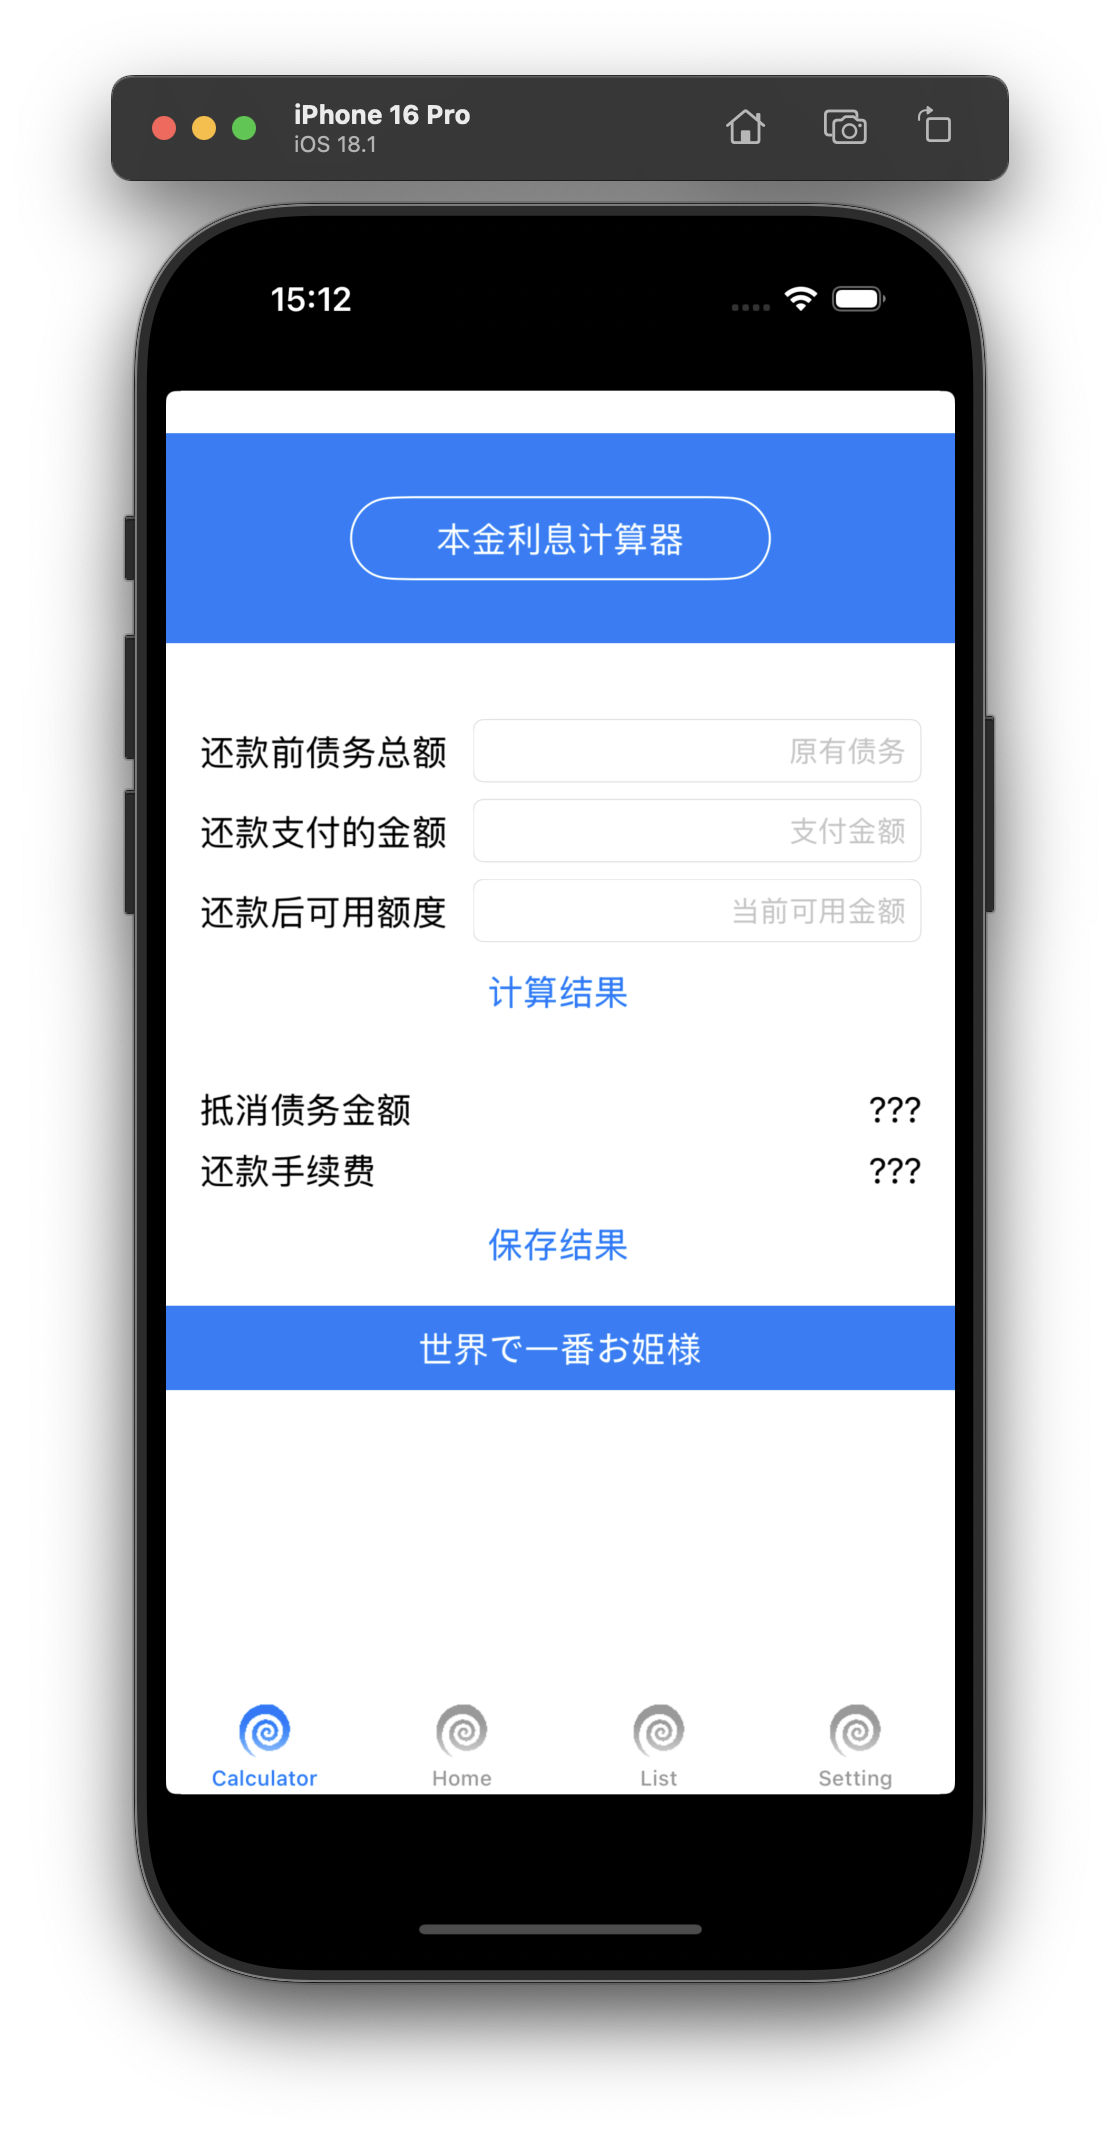 iPhone 16 Pro
iOS 18.1
15:12
本金利息计算器
还款前债务总额 原有债务
还款支付的金额 支付金额
还款后可用额度 当前可用金额
计算结果
抵消债务金额 ???
还款手续费 ???
保存结果
世界で一番お姫様
Calculator Home List Setting